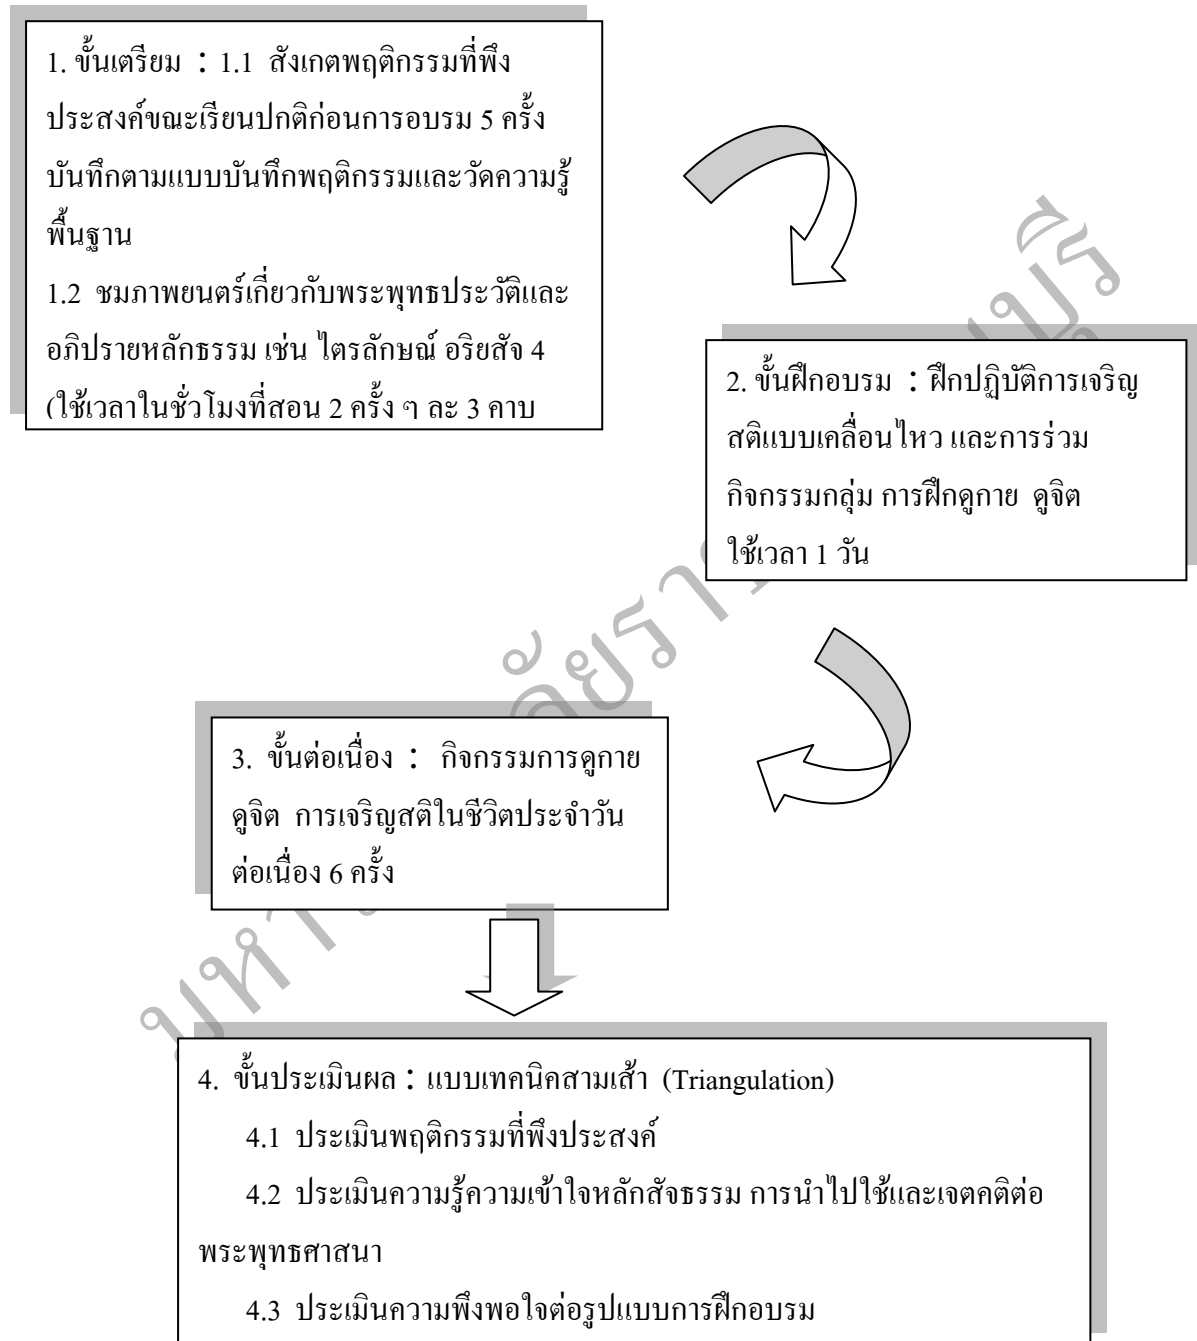 1. ขั้นเตรียม : 1.1 สังเกตพฤติกรรมที่พึง
ประสงค์ขณะเรียนปกติก่อนการอบรม 5 ครั้ง
บันทึกตามแบบบันทึกพฤติกรรมและวัดความรู้
พื้นฐาน
1.2 ชมภาพยนตร์เกี่ยวกับพระพุทธประวัติและ
อภิปรายหลักธรรม เช่น ไตรลักษณ์ อริยสัจ 4
(ใช้เวลาในชั่วโมงที่สอน 2 ครั้ง ๆ ละ 3 คาบ
2. ขั้นฝึกอบรม : ฝึกปฏิบัติการเจริญ
สติแบบเคลื่อนไหว และการร่วม
กิจกรรมกลุ่ม การฝึกดูกาย ดูจิต
ใช้เวลา 1 วัน
3. ขั้นต่อเนื่อง : กิจกรรมการดูกาย
ดูจิต การเจริญสติในชีวิตประจำวัน
ต่อเนื่อง 6 ครั้ง
4. ขั้นประเมินผล : แบบเทคนิคสามเส้า (Triangulation)
4.1 ประเมินพฤติกรรมที่พึงประสงค์
4.2 ประเมินความรู้ความเข้าใจหลักสัจธรรม การนำไปใช้และเจตคติต่อ
พระพุทธศาสนา
4.3 ประเมินความพึงพอใจต่อรูปแบบการฝึกอบรม